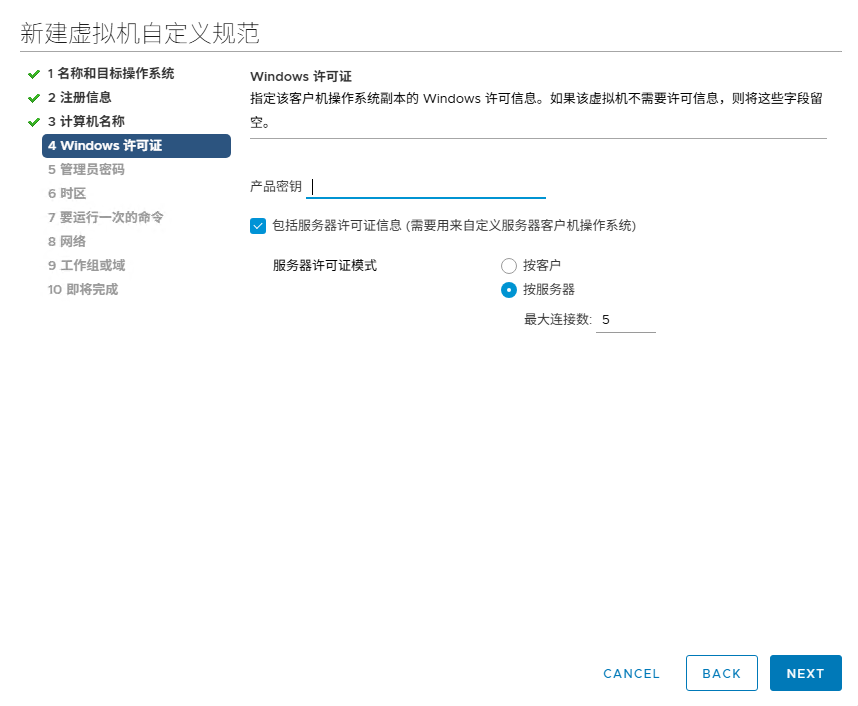 新建虚拟机自定义规范
1 名称和目标操作系统
2 注册信息
3 计算机名称
4 Windows 许可证
5 管理员密码
6 时区
7 要运行一次的命令
8 网络
9 工作组或域
10 即将完成
Windows 许可证
指定该客户机操作系统副本的 Windows 许可信息。如果该虚拟机不需要许可信息，则将这些字段留
空。
产品密钥
包括服务器许可证信息 (需要用来自定义服务器客户机操作系统)
服务器许可证模式
按客户
按服务器
最大连接数: 5
CANCEL
BACK
NEXT